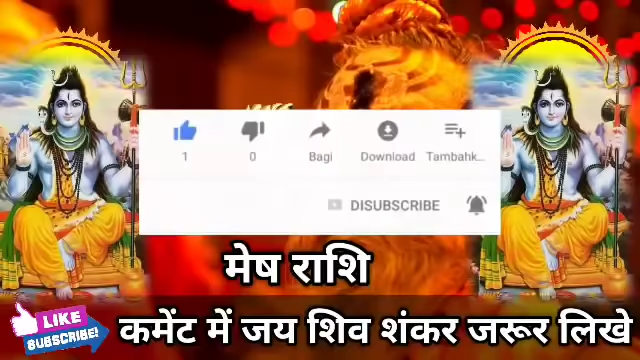 1 0 Bagi Download Tambahk...
DISUBSCRIBE
मेष राशि
LIKE
SUBSCRIBE!
कमेंट में जय शिव शंकर जरूर लिखे